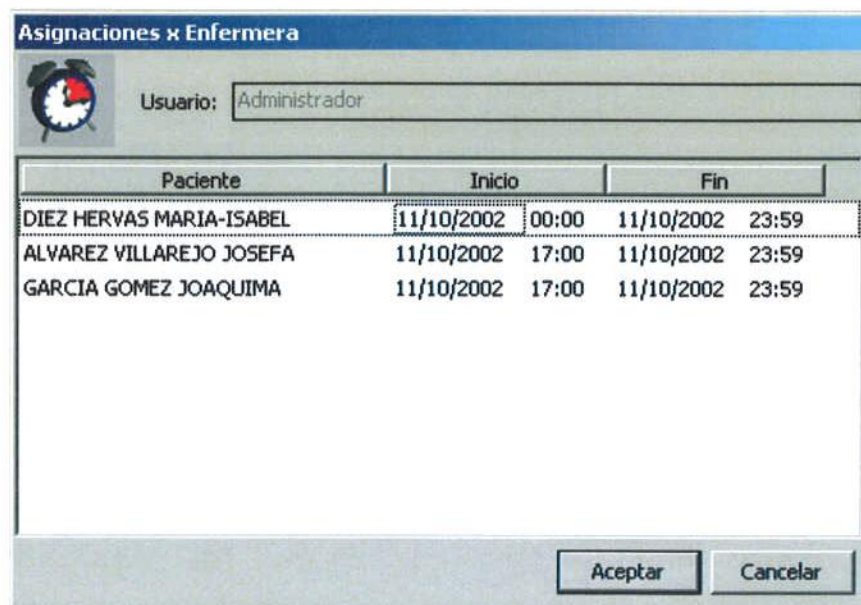 Asignaciones x Enfermera
Usuario: Administrador
Paciente Inicio Fin
DIEZ HERVAS MARIA-ISABEL 11/10/2002 00:00 11/10/2002 23:59
ALVAREZ VILLAREJO JOSEFA 11/10/2002 17:00 11/10/2002 23:59
GARCIA GOMEZ JOAQUIMA 11/10/2002 17:00 11/10/2002 23:59
Aceptar Cancelar